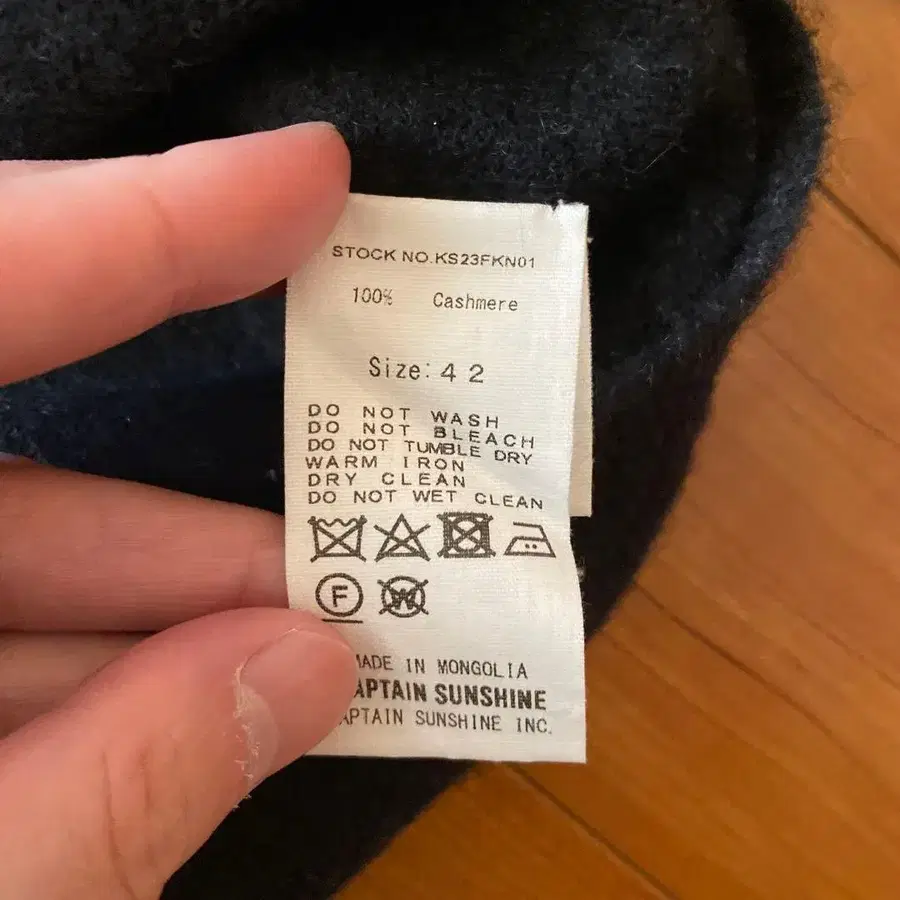 STOCK NO.KS23FKN01
100% Cashmere
Size: 42
DO NOT WASH
DO NOT BLEACH
DO NOT TUMBLE DRY
WARM IRON
DRY CLEAN
DO NOT WET CLEAN
F W
MADE IN MONGOLIA
APTAIN SUNSHINE
APTAIN SUNSHINE INC.